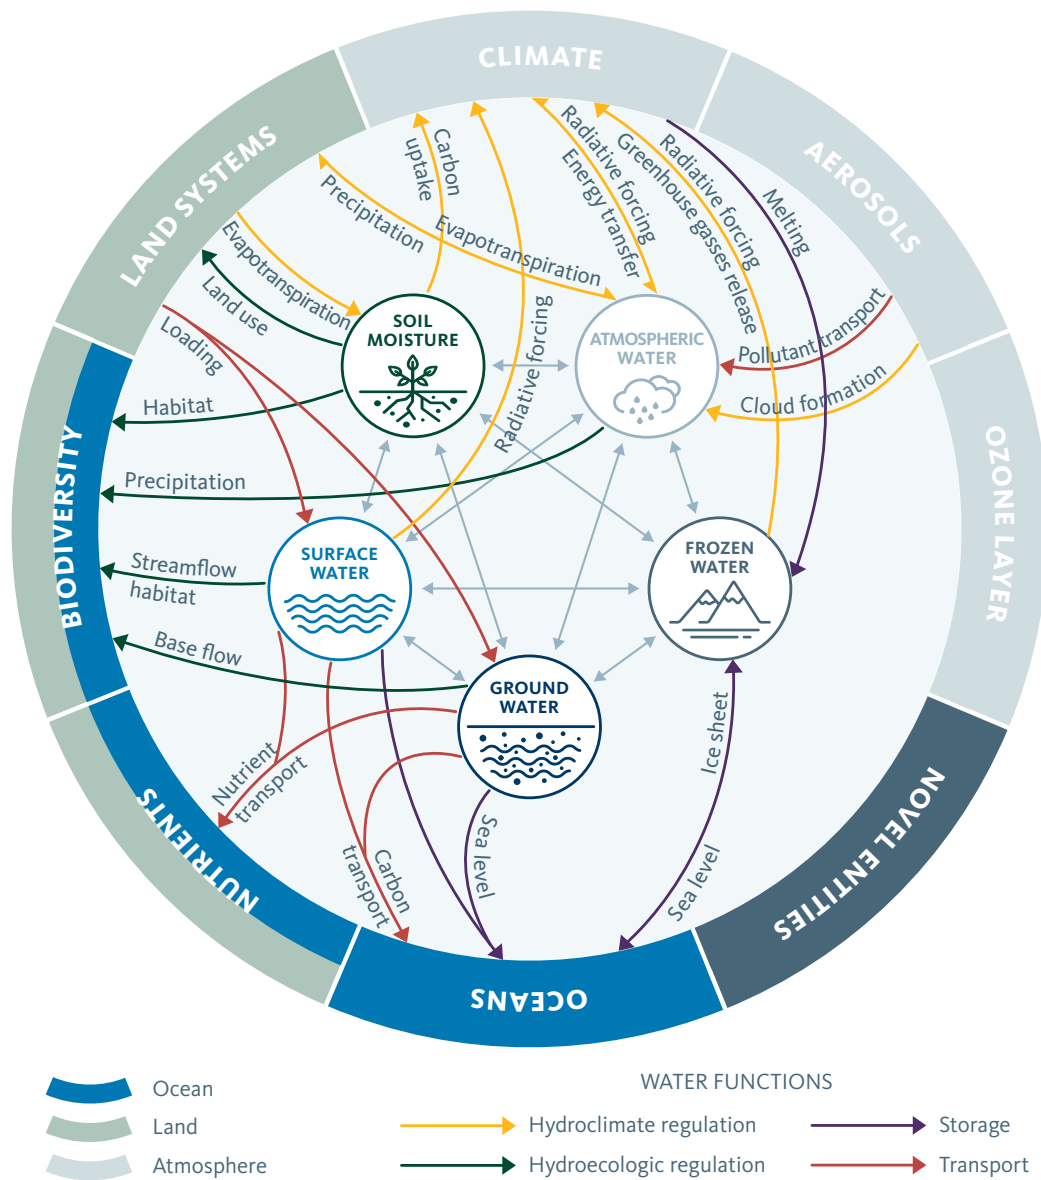 CLIMATE
AEROSOLS
OZONE LAYER
NOVEL ENTITIES
OCEANS
NUTRIENTS
BIODIVERSITY
LAND SYSTEMS
Carbon
uptake
Precipitation
Evapotranspiration
Radiative forcing
Energy transfer
Radiative forcing
Greenhouse gasses release
Melting
Evapotranspiration
Land use
Loading
Radiative forcing
Pollutant transport
Cloud formation
SOIL
MOISTURE
ATMOSPHERIC
WATER
Habitat
Precipitation
Streamflow
habitat
Base flow
SURFACE
WATER
FROZEN
WATER
GROUND
WATER
Nutrient
transport
Carbon
transport
Sea level
Ice sheet
Sea level
Ocean
Land
Atmosphere
WATER FUNCTIONS
Hydroclimate regulation
Hydroecologic regulation
Storage
Transport